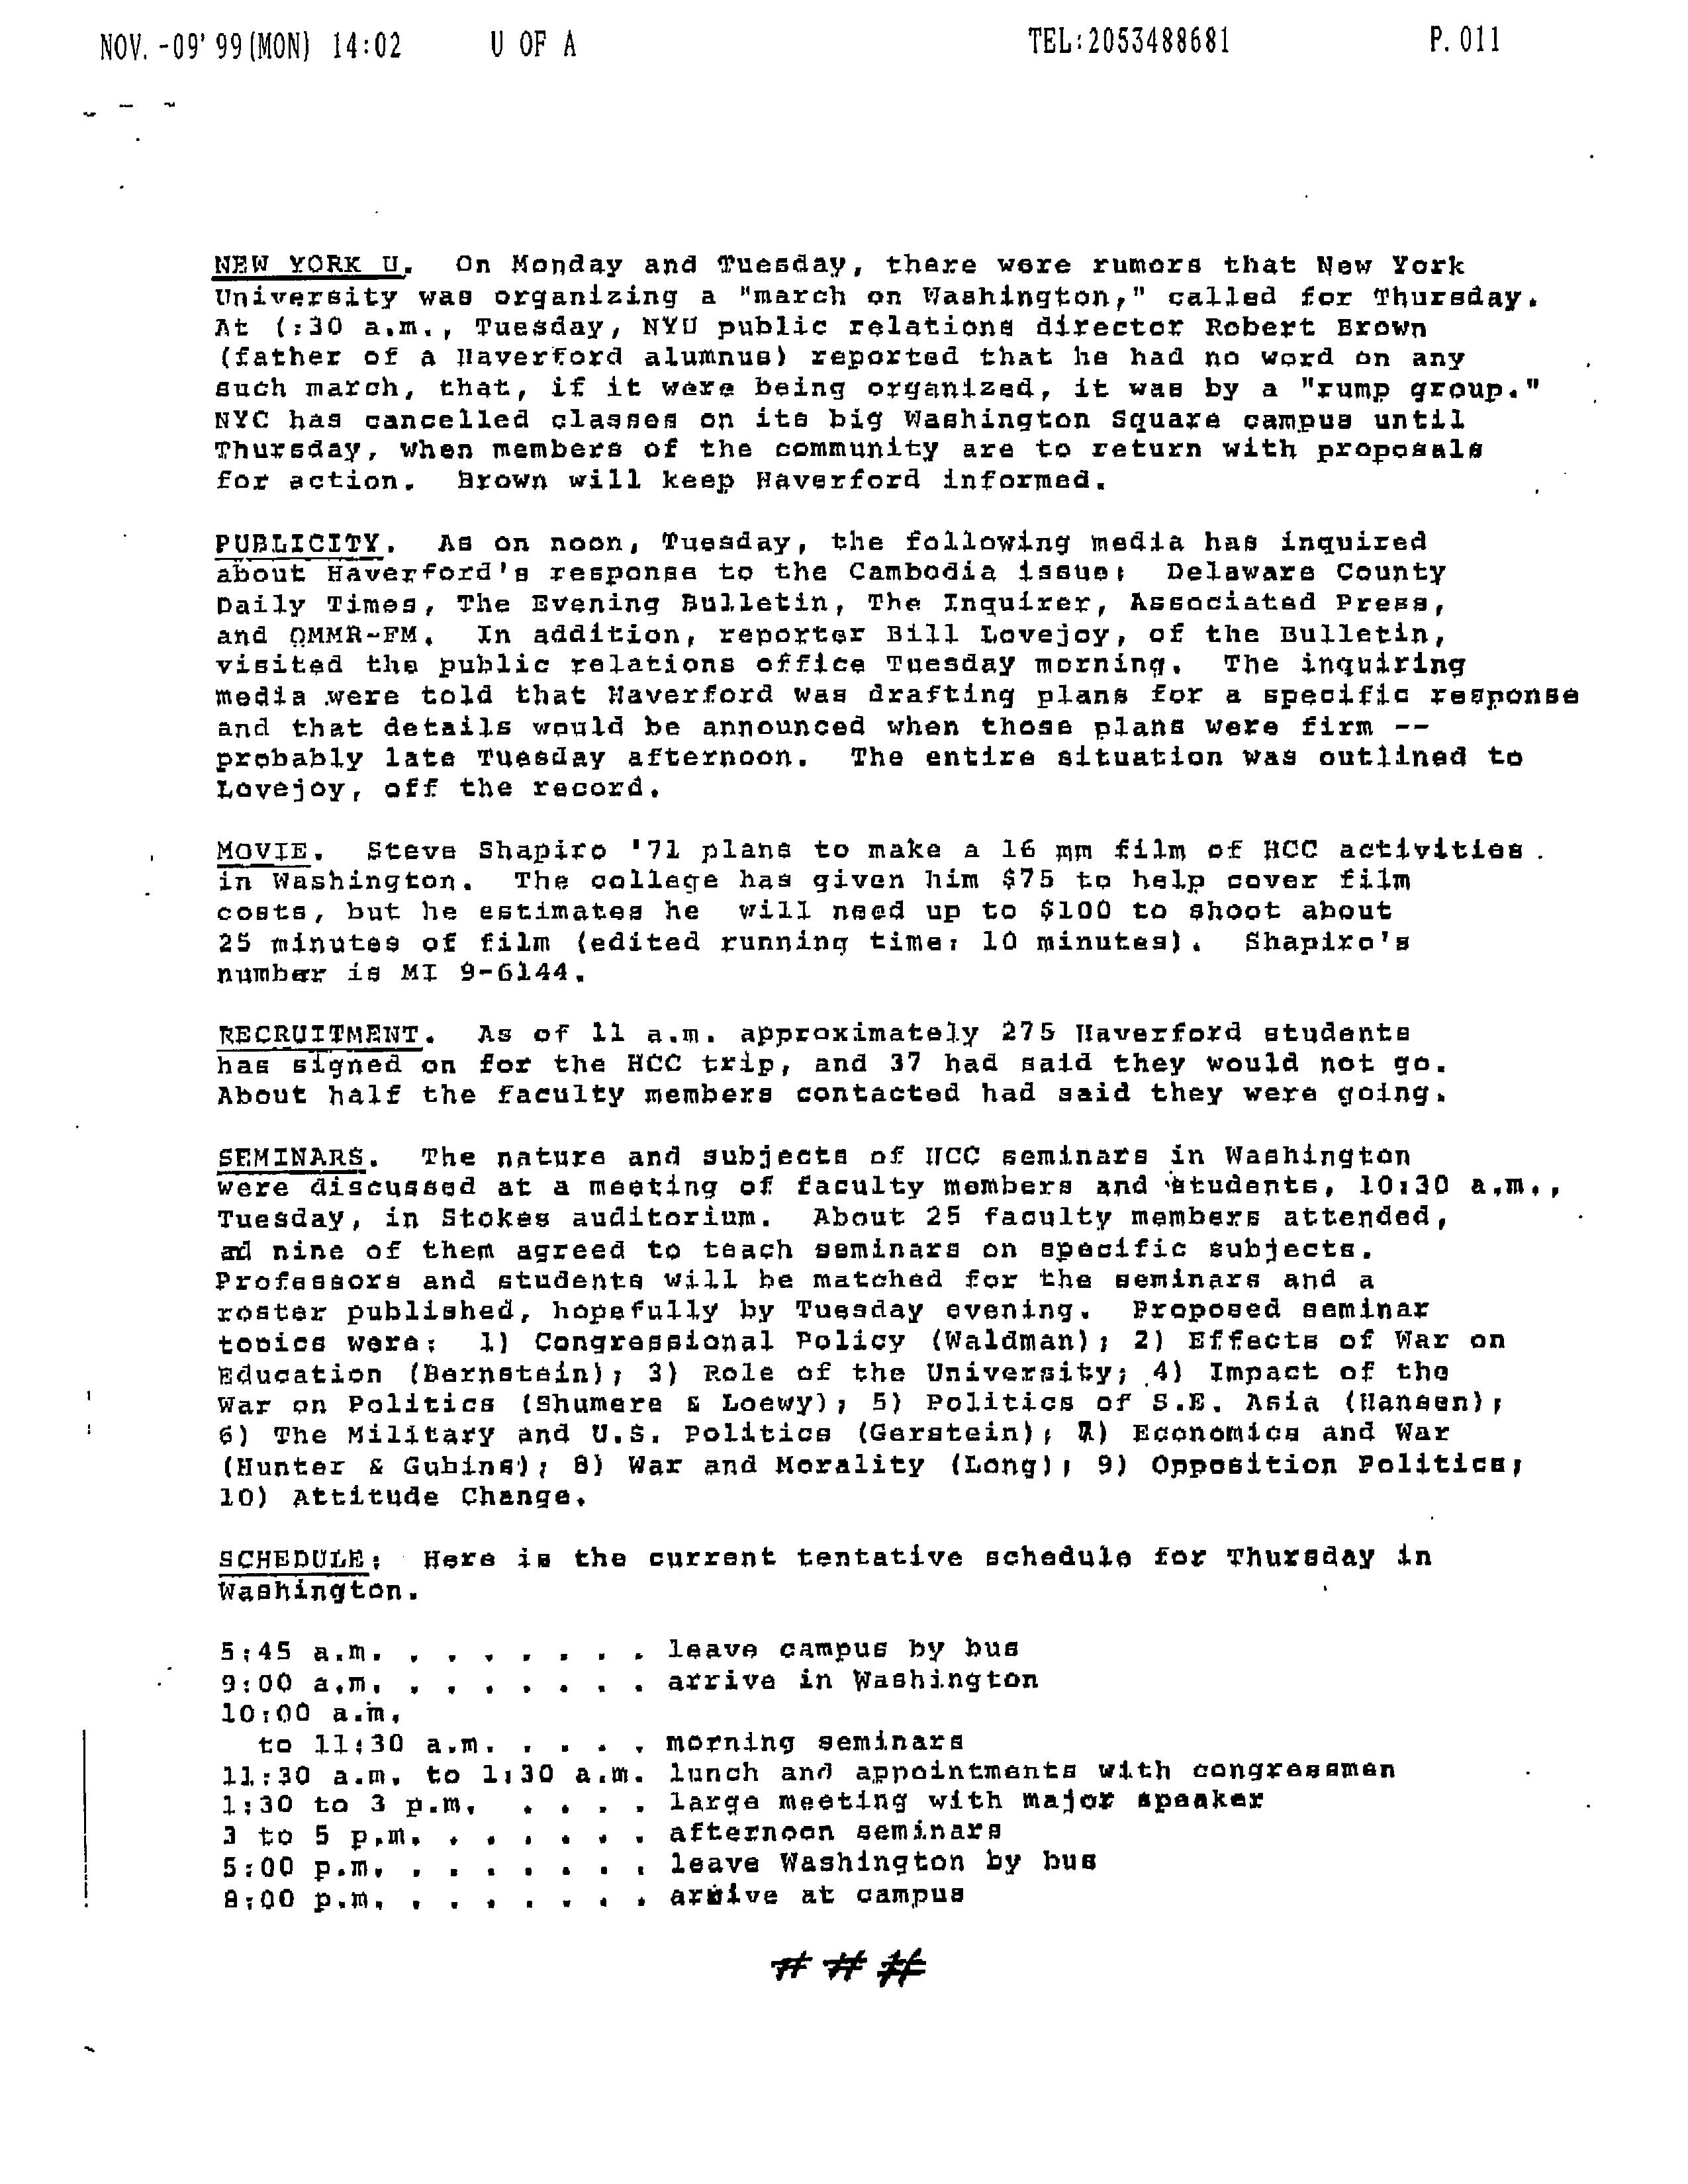 NOV. -09' 99 (MON) 14:02 U OF A TEL:2053488681 P. 011
NEW YORK U. On Monday and Tuesday, there were rumors that New York
University was organizing a "march on Washington," called for Thursday.
At (:30 a.m., Tuesday, NYU public relations director Robert Brown
(father of a Haverford alumnus) reported that he had no word on any
such march, that, if it were being organized, it was by a "rump group."
NYC has cancelled classes on its big Washington Square campus until
Thursday, when members of the community are to return with proposals
for action. Brown will keep Haverford informed.
PUBLICITY. As on noon, Tuesday, the following media has inquired
about Haverford's response to the Cambodia issue: Delaware County
Daily Times, The Evening Bulletin, The Inquirer, Associated Press,
and QMMR-FM. In addition, reporter Bill Lovejoy, of the Bulletin,
visited the public relations office Tuesday morning. The inquiring
media were told that Haverford was drafting plans for a specific response
and that details would be announced when those plans were firm --
probably late Tuesday afternoon. The entire situation was outlined to
Lovejoy, off the record.
MOVIE. Steve Shapiro '71 plans to make a 16 mm film of HCC activities.
in Washington. The college has given him $75 to help cover film
costs, but he estimates he will need up to $100 to shoot about
25 minutes of film (edited running time: 10 minutes). Shapiro's
number is MI 9-6144.
RECRUITMENT. As of 11 a.m. approximately 275 Haverford students
has signed on for the HCC trip, and 37 had said they would not go.
About half the faculty members contacted had said they were going.
SEMINARS. The nature and subjects of HCC seminars in Washington
were discussed at a meeting of faculty members and students, 10:30 a.m.,
Tuesday, in Stokes auditorium. About 25 faculty members attended,
ad nine of them agreed to teach seminars on specific subjects.
Professors and students will be matched for the seminars and a
roster published, hopefully by Tuesday evening. Proposed seminar
topics were: 1) Congressional Policy (Waldman); 2) Effects of War on
Education (Bernstein); 3) Role of the University; 4) Impact of the
War on Politics (Shumere & Loewy); 5) Politics of S.E. Asia (Hansen);
6) The Military and U.S. Politics (Gerstein); 7) Economics and War
(Hunter & Gubins); 8) War and Morality (Long); 9) Opposition Politics;
10) Attitude Change.
SCHEDULE: Here is the current tentative schedule for Thursday in
Washington.
5:45 a.m. . . . . . . . leave campus by bus
9:00 a.m. . . . . . . . arrive in Washington
10:00 a.m.
to 11:30 a.m. . . . . morning seminars
11:30 a.m. to 1:30 a.m. lunch and appointments with congressmen
1:30 to 3 p.m. . . . . large meeting with major speaker
3 to 5 p.m. . . . . . . afternoon seminars
5:00 p.m. . . . . . . . leave Washington by bus
8:00 p.m. . . . . . . . arrive at campus
# # #